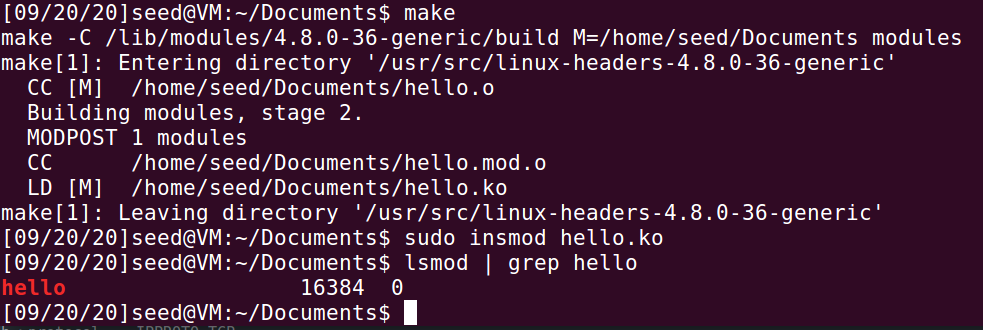 [09/20/20]seed@VM:~/Documents$ make
make -C /lib/modules/4.8.0-36-generic/build M=/home/seed/Documents modules
make[1]: Entering directory '/usr/src/linux-headers-4.8.0-36-generic'
  CC [M]  /home/seed/Documents/hello.o
  Building modules, stage 2.
  MODPOST 1 modules
  CC      /home/seed/Documents/hello.mod.o
  LD [M]  /home/seed/Documents/hello.ko
make[1]: Leaving directory '/usr/src/linux-headers-4.8.0-36-generic'
[09/20/20]seed@VM:~/Documents$ sudo insmod hello.ko
[09/20/20]seed@VM:~/Documents$ lsmod | grep hello
hello                  16384  0
[09/20/20]seed@VM:~/Documents$